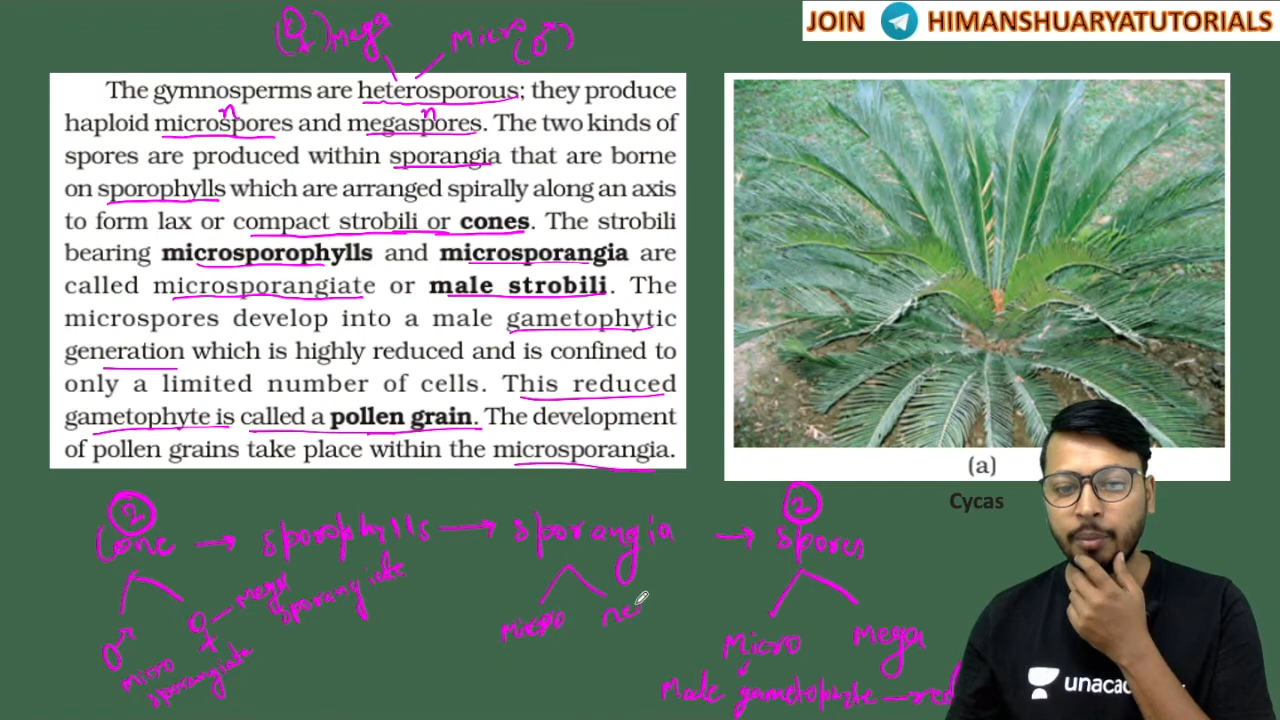 JOIN HIMANSHUARYATUTORIALS
(♀) Mega Micro (♂)
The gymnosperms are heterosporous; they produce
n n
haploid microspores and megaspores. The two kinds of
spores are produced within sporangia that are borne
on sporophylls which are arranged spirally along an axis
to form lax or compact strobili or cones. The strobili
bearing microsporophylls and microsporangia are
called microsporangiate or male strobili. The
microspores develop into a male gametophytic
generation which is highly reduced and is confined to
only a limited number of cells. This reduced
gametophyte is called a pollen grain. The development
of pollen grains take place within the microsporangia.
(a)
Cycas
2 2
Cone → sporophylls → sporangia → spores
♂ ♀ - Mega sporangiate
Micro sporangiate
Micro
Micro Mega
Male gametophyte - red
unacad